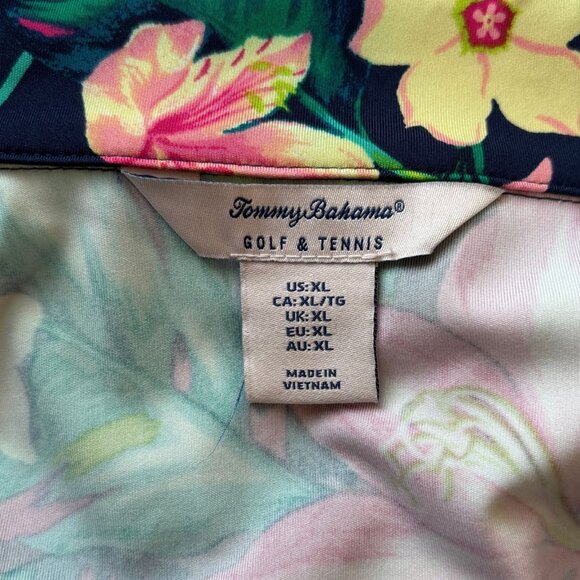 Tommy Bahama®
GOLF & TENNIS
US: XL
CA: XL/TG
UK: XL
EU: XL
AU: XL
MADE IN
VIETNAM